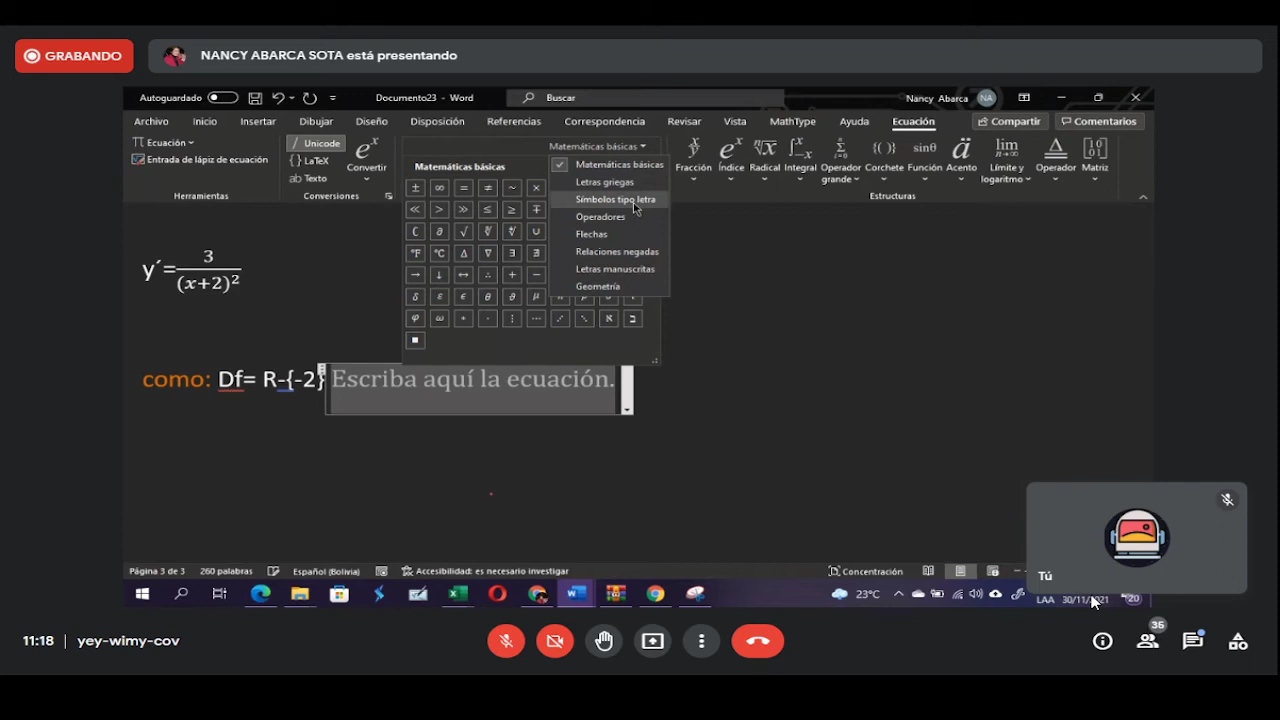 GRABANDO
NANCY ABARCA SOTA está presentando
Autoguardado
Documento23 - Word
Buscar
Nancy Abarca
NA
Archivo Inicio Insertar Dibujar Diseño Disposición Referencias Correspondencia Revisar Vista MathType Ayuda Ecuación
Compartir
Comentarios
Ecuación
Entrada de lápiz de ecuación
Herramientas
Unicode
LaTeX
Texto
Convertir
Conversiones
Matemáticas básicas
Matemáticas básicas
± ∞ = ≠ ~ ×
≪ > ≫ ≤ ≥ ∓
∁ ∂ √ ∛ ∜ ∪
°F °C ∆ ∇ ∃ ∄
→ ↓ ↔ ∴ + −
δ ε ϵ θ ϑ μ π ρ σ τ
φ ω ∗ ∙ ⋮ ⋯ ⋰ ⋱ ℵ ℶ
∎
Matemáticas básicas
Letras griegas
Símbolos tipo letra
Operadores
Flechas
Relaciones negadas
Letras manuscritas
Geometría
Fracción Índice Radical Integral Operador grande Corchete Función Acento Límite y logaritmo Operador Matriz
Estructuras
y´=3/(x+2)²
como: Df= R-{-2} Escriba aquí la ecuación.
Página 3 de 3
260 palabras
Español (Bolivia)
Accesibilidad: es necesario investigar
Concentración
Tú
23°C
LAA
30/11/2021
20
11:18 | yey-wimy-cov
36